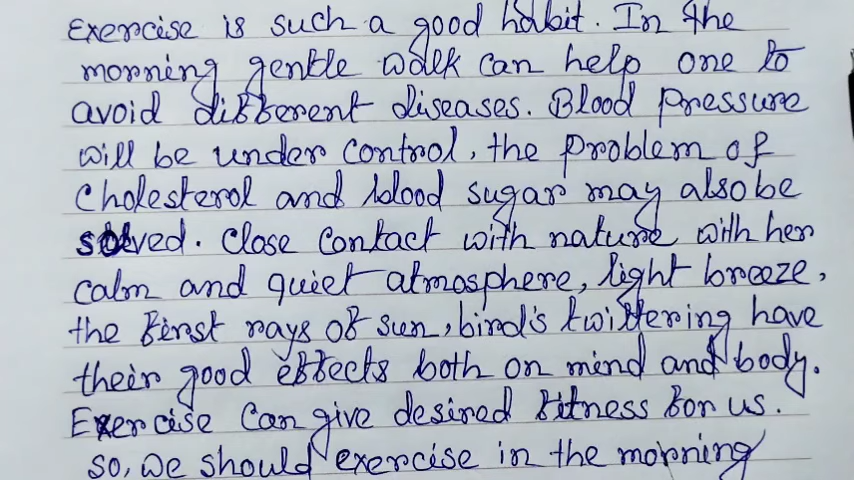 Exercise is such a good habit. In the
morning gentle walk can help one to
avoid different diseases. Blood pressure
will be under control, the problem of
cholesterol and blood sugar may also be
solved. Close contact with nature with her
calm and quiet atmosphere, light breeze,
the first rays of sun, bird's twittering have
their good effects both on mind and body.
Exercise can give desired fitness for us.
so, we should exercise in the morning